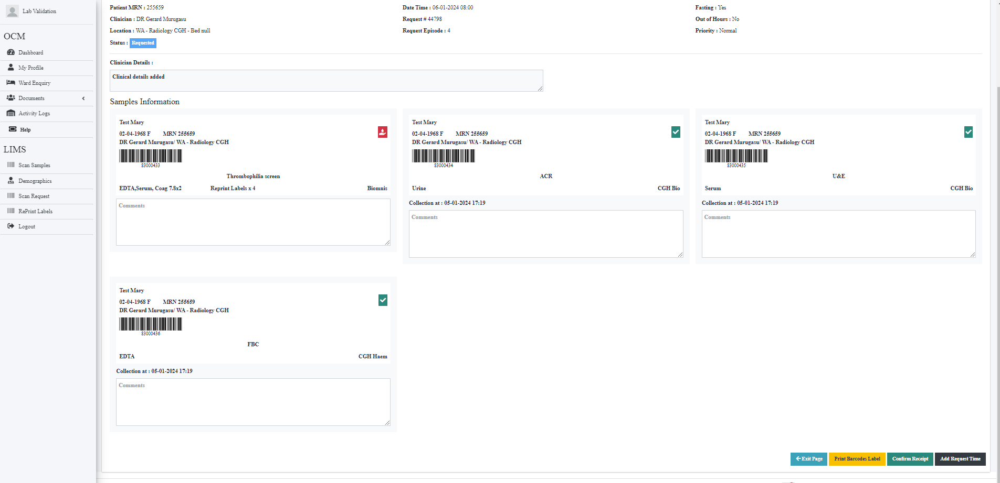 Lab Validation
OCM
Dashboard
My Profile
Ward Enquiry
Documents
Activity Logs
Help
LIMS
Scan Samples
Demographics
Scan Request
RePrint Labels
Logout
Patient MRN : 255659
Clinician : DR Gerard Murugasu
Location : WA - Radiology CGH - Bed null
Status : Requested
Date Time : 06-01-2024 08:00
Request # 44798
Request Episode : 4
Fasting : Yes
Out of Hours : No
Priority : Normal
Clinician Details :
Clinical details added
Samples Information
Test Mary
02-04-1968 F MRN 255659
DR Gerard Murugasu/ WA - Radiology CGH
83000433
Thrombophilia screen
EDTA,Serum, Coag 7.8x2 Reprint Labels x 4 Biomnis
Comments
Test Mary
02-04-1968 F MRN 255659
DR Gerard Murugasu/ WA - Radiology CGH
83000434
ACR
Urine CGH Bio
Collection at : 05-01-2024 17:19
Comments
Test Mary
02-04-1968 F MRN 255659
DR Gerard Murugasu/ WA - Radiology CGH
83000435
U&E
Serum CGH Bio
Collection at : 05-01-2024 17:19
Comments
Test Mary
02-04-1968 F MRN 255659
DR Gerard Murugasu/ WA - Radiology CGH
83000436
FBC
EDTA CGH Haem
Collection at : 05-01-2024 17:19
Comments
Exit Page Print Barcodes Label Confirm Receipt Add Request Time